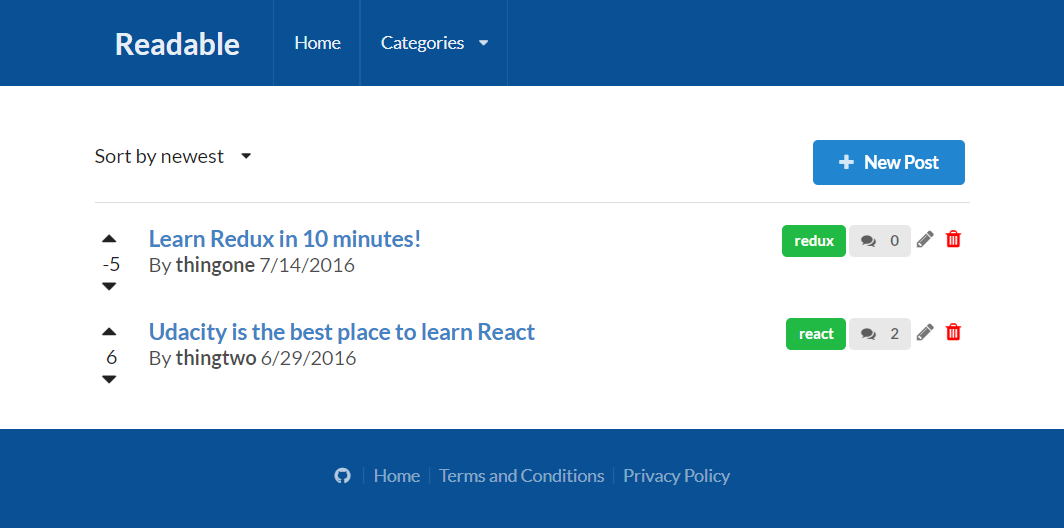 Readable Home Categories
Sort by newest New Post
Learn Redux in 10 minutes! redux 0
By thingone 7/14/2016
-5
Udacity is the best place to learn React react 2
By thingtwo 6/29/2016
6
Home Terms and Conditions Privacy Policy